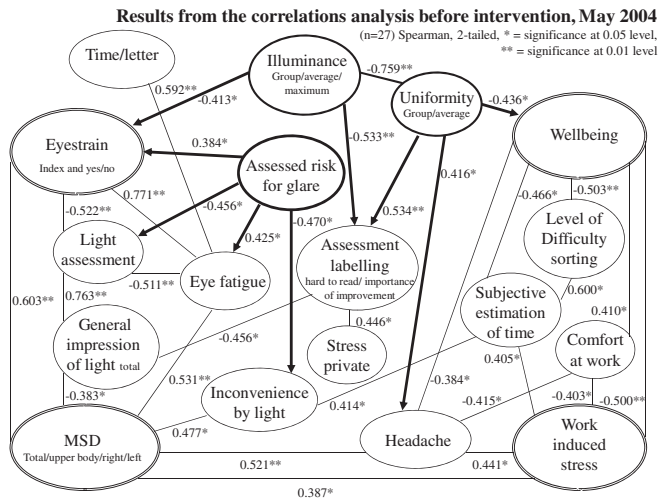 Results from the correlations analysis before intervention, May 2004
(n=27) Spearman, 2-tailed, * = significance at 0.05 level,
** = significance at 0.01 level
Time/letter
Illuminance
Group/average/
maximum
-0.759**
Uniformity
Group/average
-0.436*
Wellbeing
0.592**
-0.413*
Eyestrain
Index and yes/no
0.384*
-0.533**
0.416*
Assessed risk
for glare
0.771**
-0.456*
-0.470*
0.534**
-0.466*
-0.503**
-0.522**
Light
assessment
0.425*
Assessment
labelling
hard to read/ importance
of improvement
Level of
Difficulty
sorting
-0.511**
Eye fatigue
0.603**
0.763**
General
impression
of light total
-0.456*
0.446*
Stress
private
Subjective
estimation
of time
0.600*
0.410*
Comfort
at work
0.405*
-0.383*
0.531**
Inconvenience
by light
0.414*
-0.384*
-0.415*
-0.403*
-0.500**
MSD
Total/upper body/right/left
0.477*
Headache
Work
induced
stress
0.521**
0.441*
0.387*